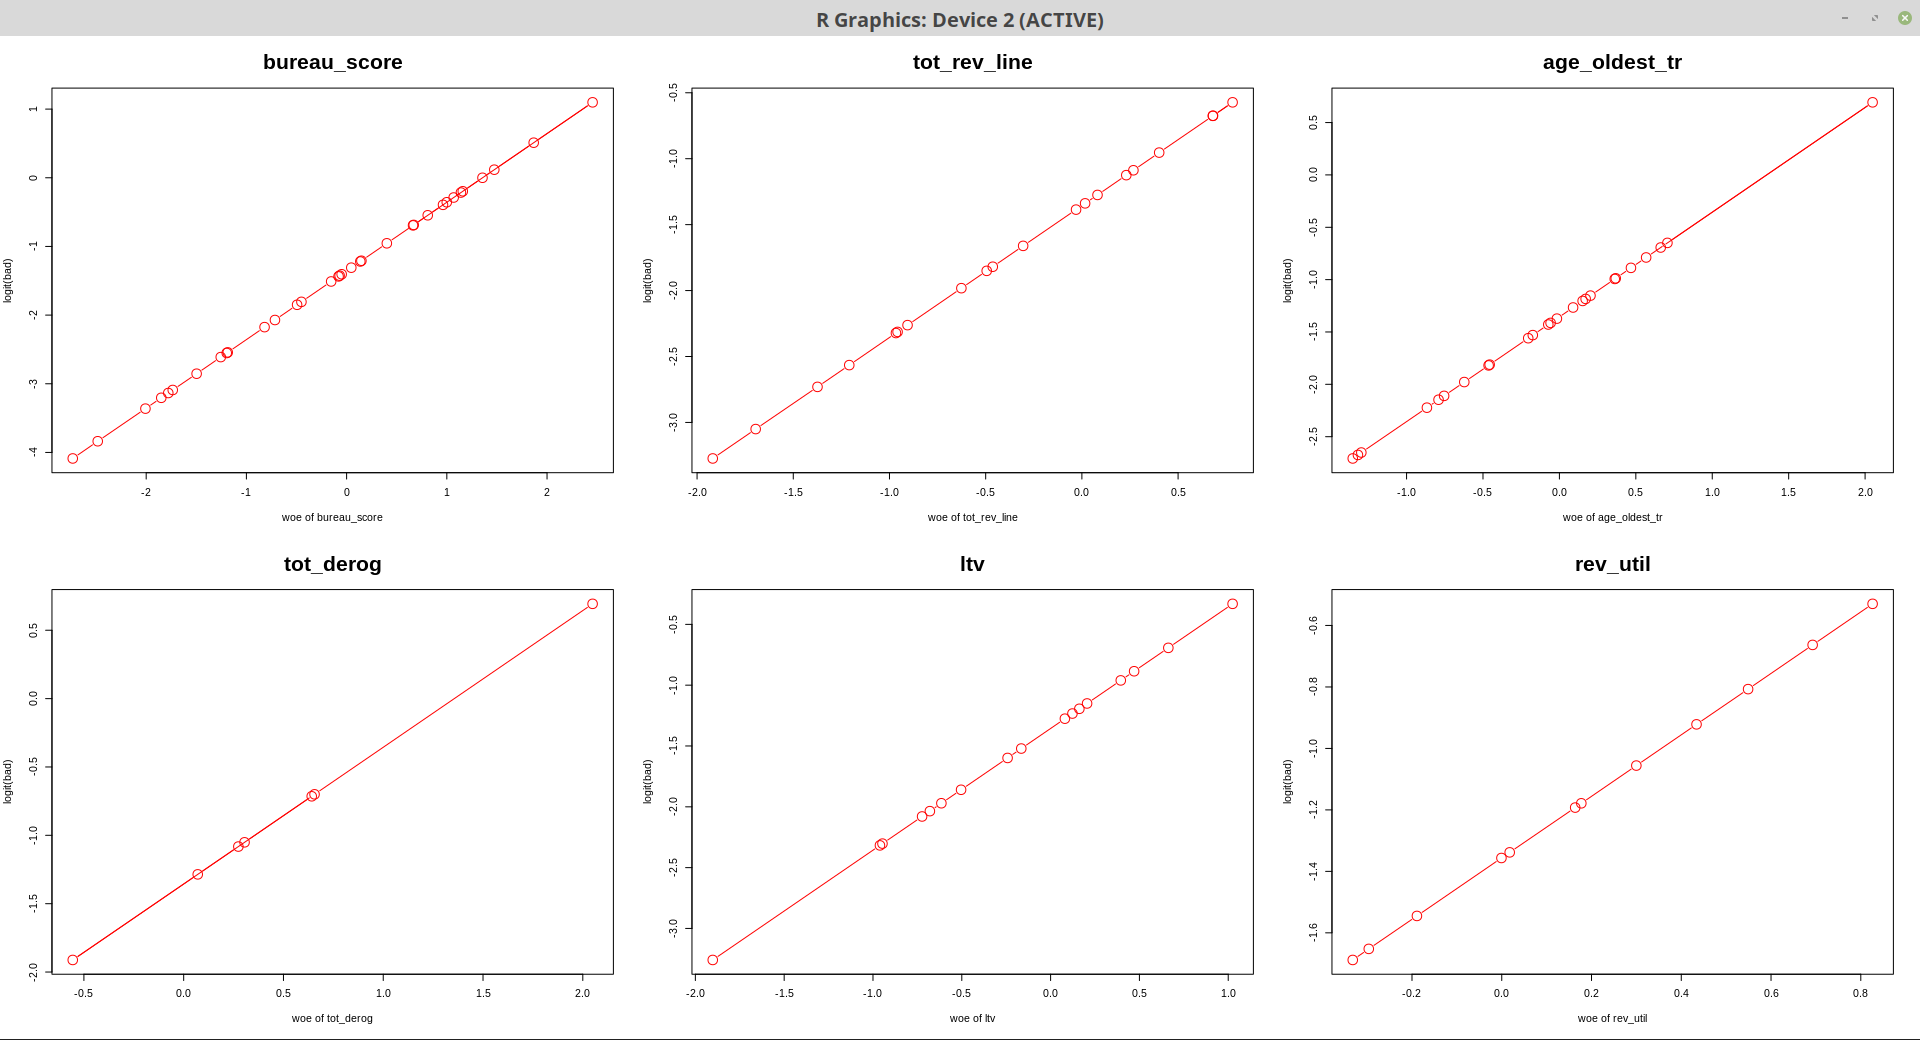 R Graphics: Device 2 (ACTIVE)
bureau_score
logit(bad)
1
0
-1
-2
-3
-4
-2 -1 0 1 2
woe of bureau_score
tot_rev_line
logit(bad)
-0.5
-1.0
-1.5
-2.0
-2.5
-3.0
-2.0 -1.5 -1.0 -0.5 0.0 0.5
woe of tot_rev_line
age_oldest_tr
logit(bad)
0.5
0.0
-0.5
-1.0
-1.5
-2.0
-2.5
-1.0 -0.5 0.0 0.5 1.0 1.5 2.0
woe of age_oldest_tr
tot_derog
logit(bad)
0.5
0.0
-0.5
-1.0
-1.5
-2.0
-0.5 0.0 0.5 1.0 1.5 2.0
woe of tot_derog
ltv
logit(bad)
-0.5
-1.0
-1.5
-2.0
-2.5
-3.0
-2.0 -1.5 -1.0 -0.5 0.0 0.5 1.0
woe of ltv
rev_util
logit(bad)
-0.6
-0.8
-1.0
-1.2
-1.4
-1.6
-0.2 0.0 0.2 0.4 0.6 0.8
woe of rev_util